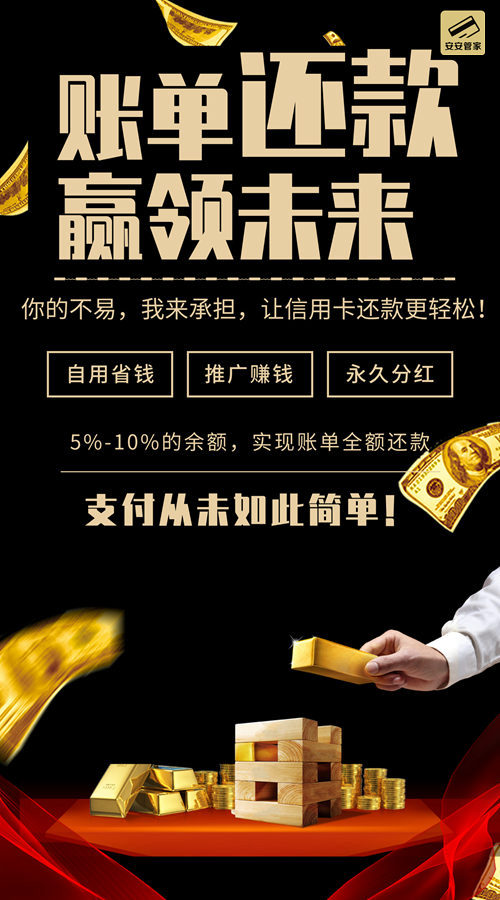 安安管家
账单还款
赢领未来
你的不易，我来承担，让信用卡还款更轻松！
自用省钱 推广赚钱 永久分红
5%-10%的余额，实现账单全额还款
支付从未如此简单！